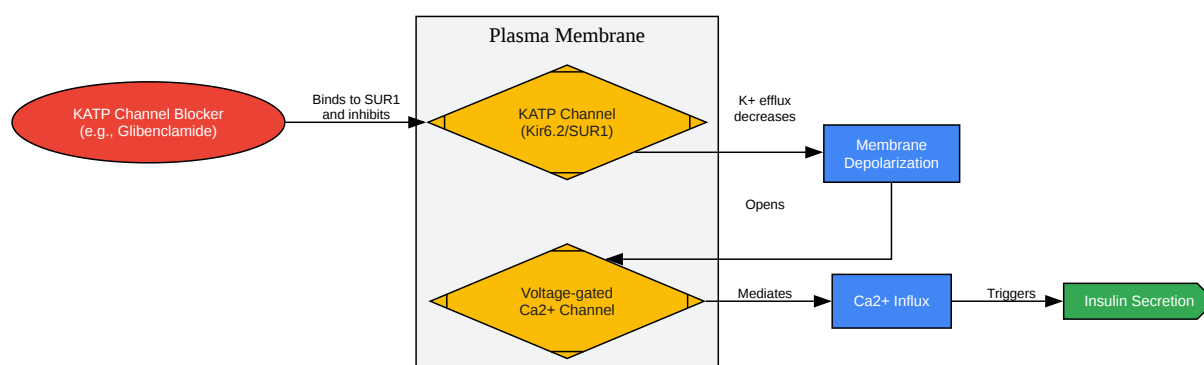 Plasma Membrane
KATP Channel Blocker
(e.g., Glibenclamide)
Binds to SUR1
and inhibits
KATP Channel
(Kir6.2/SUR1)
K+ efflux
decreases
Membrane
Depolarization
Opens
Voltage-gated
Ca2+ Channel
Mediates
Ca2+ Influx
Triggers
Insulin Secretion